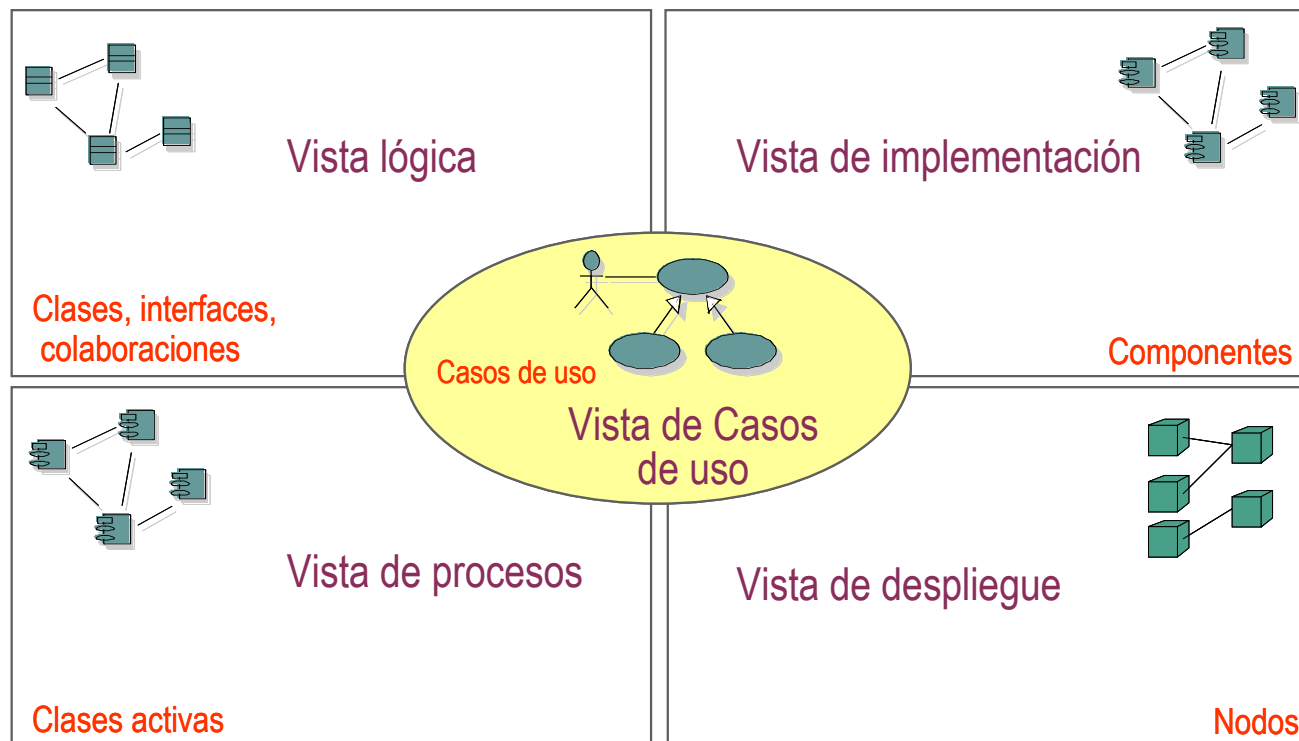 Vista lógica
Clases, interfaces,
colaboraciones
Vista de implementación
Componentes
Casos de uso
Vista de Casos
de uso
Vista de procesos
Clases activas
Vista de despliegue
Nodos